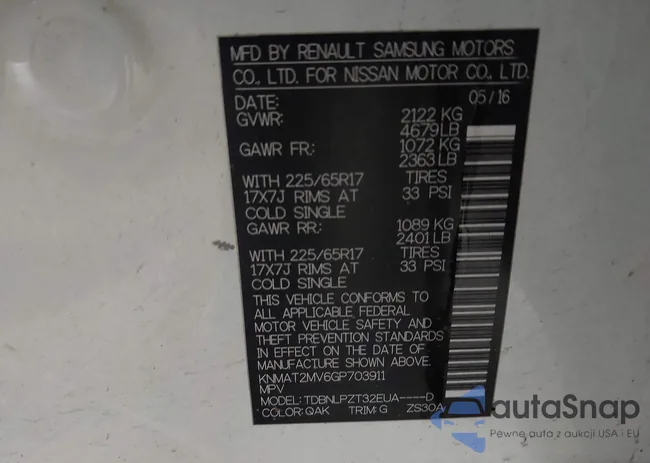 MFD BY RENAULT SAMSUNG MOTORS
CO., LTD. FOR NISSAN MOTOR CO., LTD.
DATE: 05/16
GVWR: 2122 KG
4679LB
GAWR FR.: 1072 KG
2363 LB
WITH 225/65R17 TIRES
17X7J RIMS AT 33 PSI
COLD SINGLE
GAWR RR.: 1089 KG
2401 LB
WITH 225/65R17 TIRES
17X7J RIMS AT 33 PSI
COLD SINGLE
THIS VEHICLE CONFORMS TO
ALL APPLICABLE FEDERAL
MOTOR VEHICLE SAFETY AND
THEFT PREVENTION STANDARDS
IN EFFECT ON THE DATE OF
MANUFACTURE SHOWN ABOVE.
KNMAT2MV6GP703911
MPV
MODEL: TDBNLPZT32EUA----D
COLOR: QAK TRIM: G ZS30A
autaSnap
Pewne auta z aukcji USA i EU